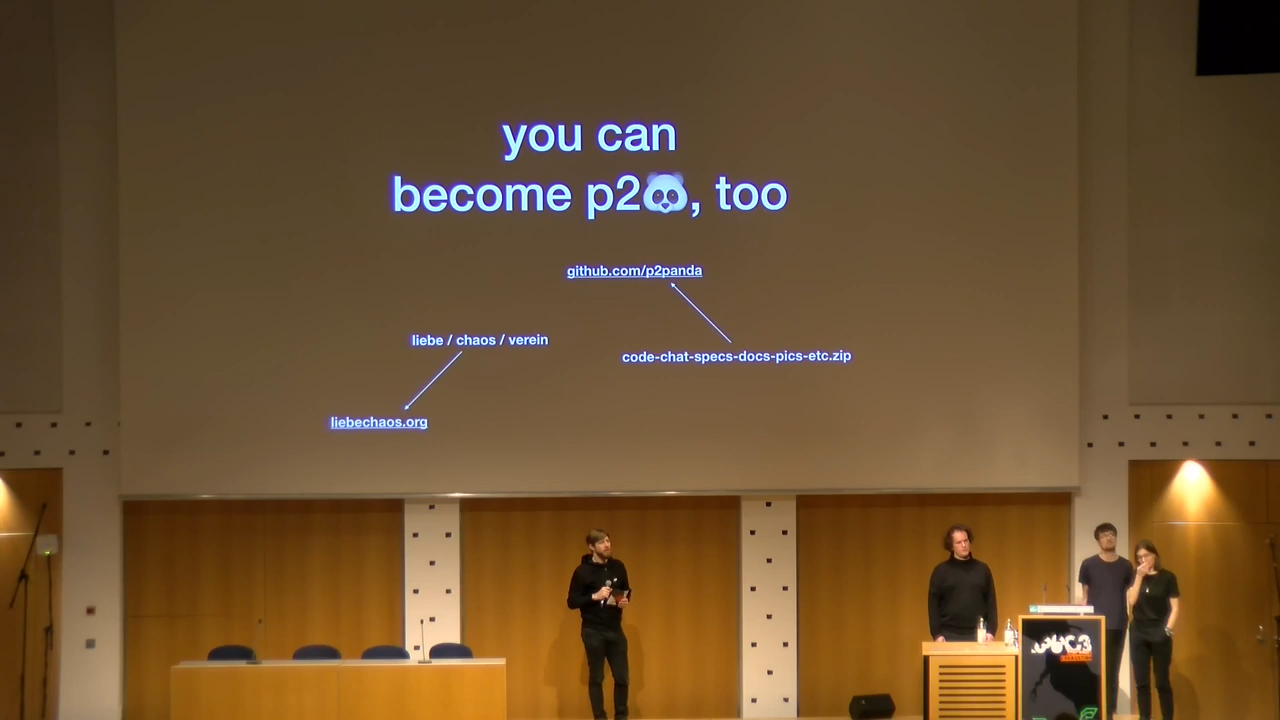 you can
become p2🐼, too
github.com/p2panda
liebe / chaos / verein
code-chat-specs-docs-pics-etc.zip
liebechaos.org